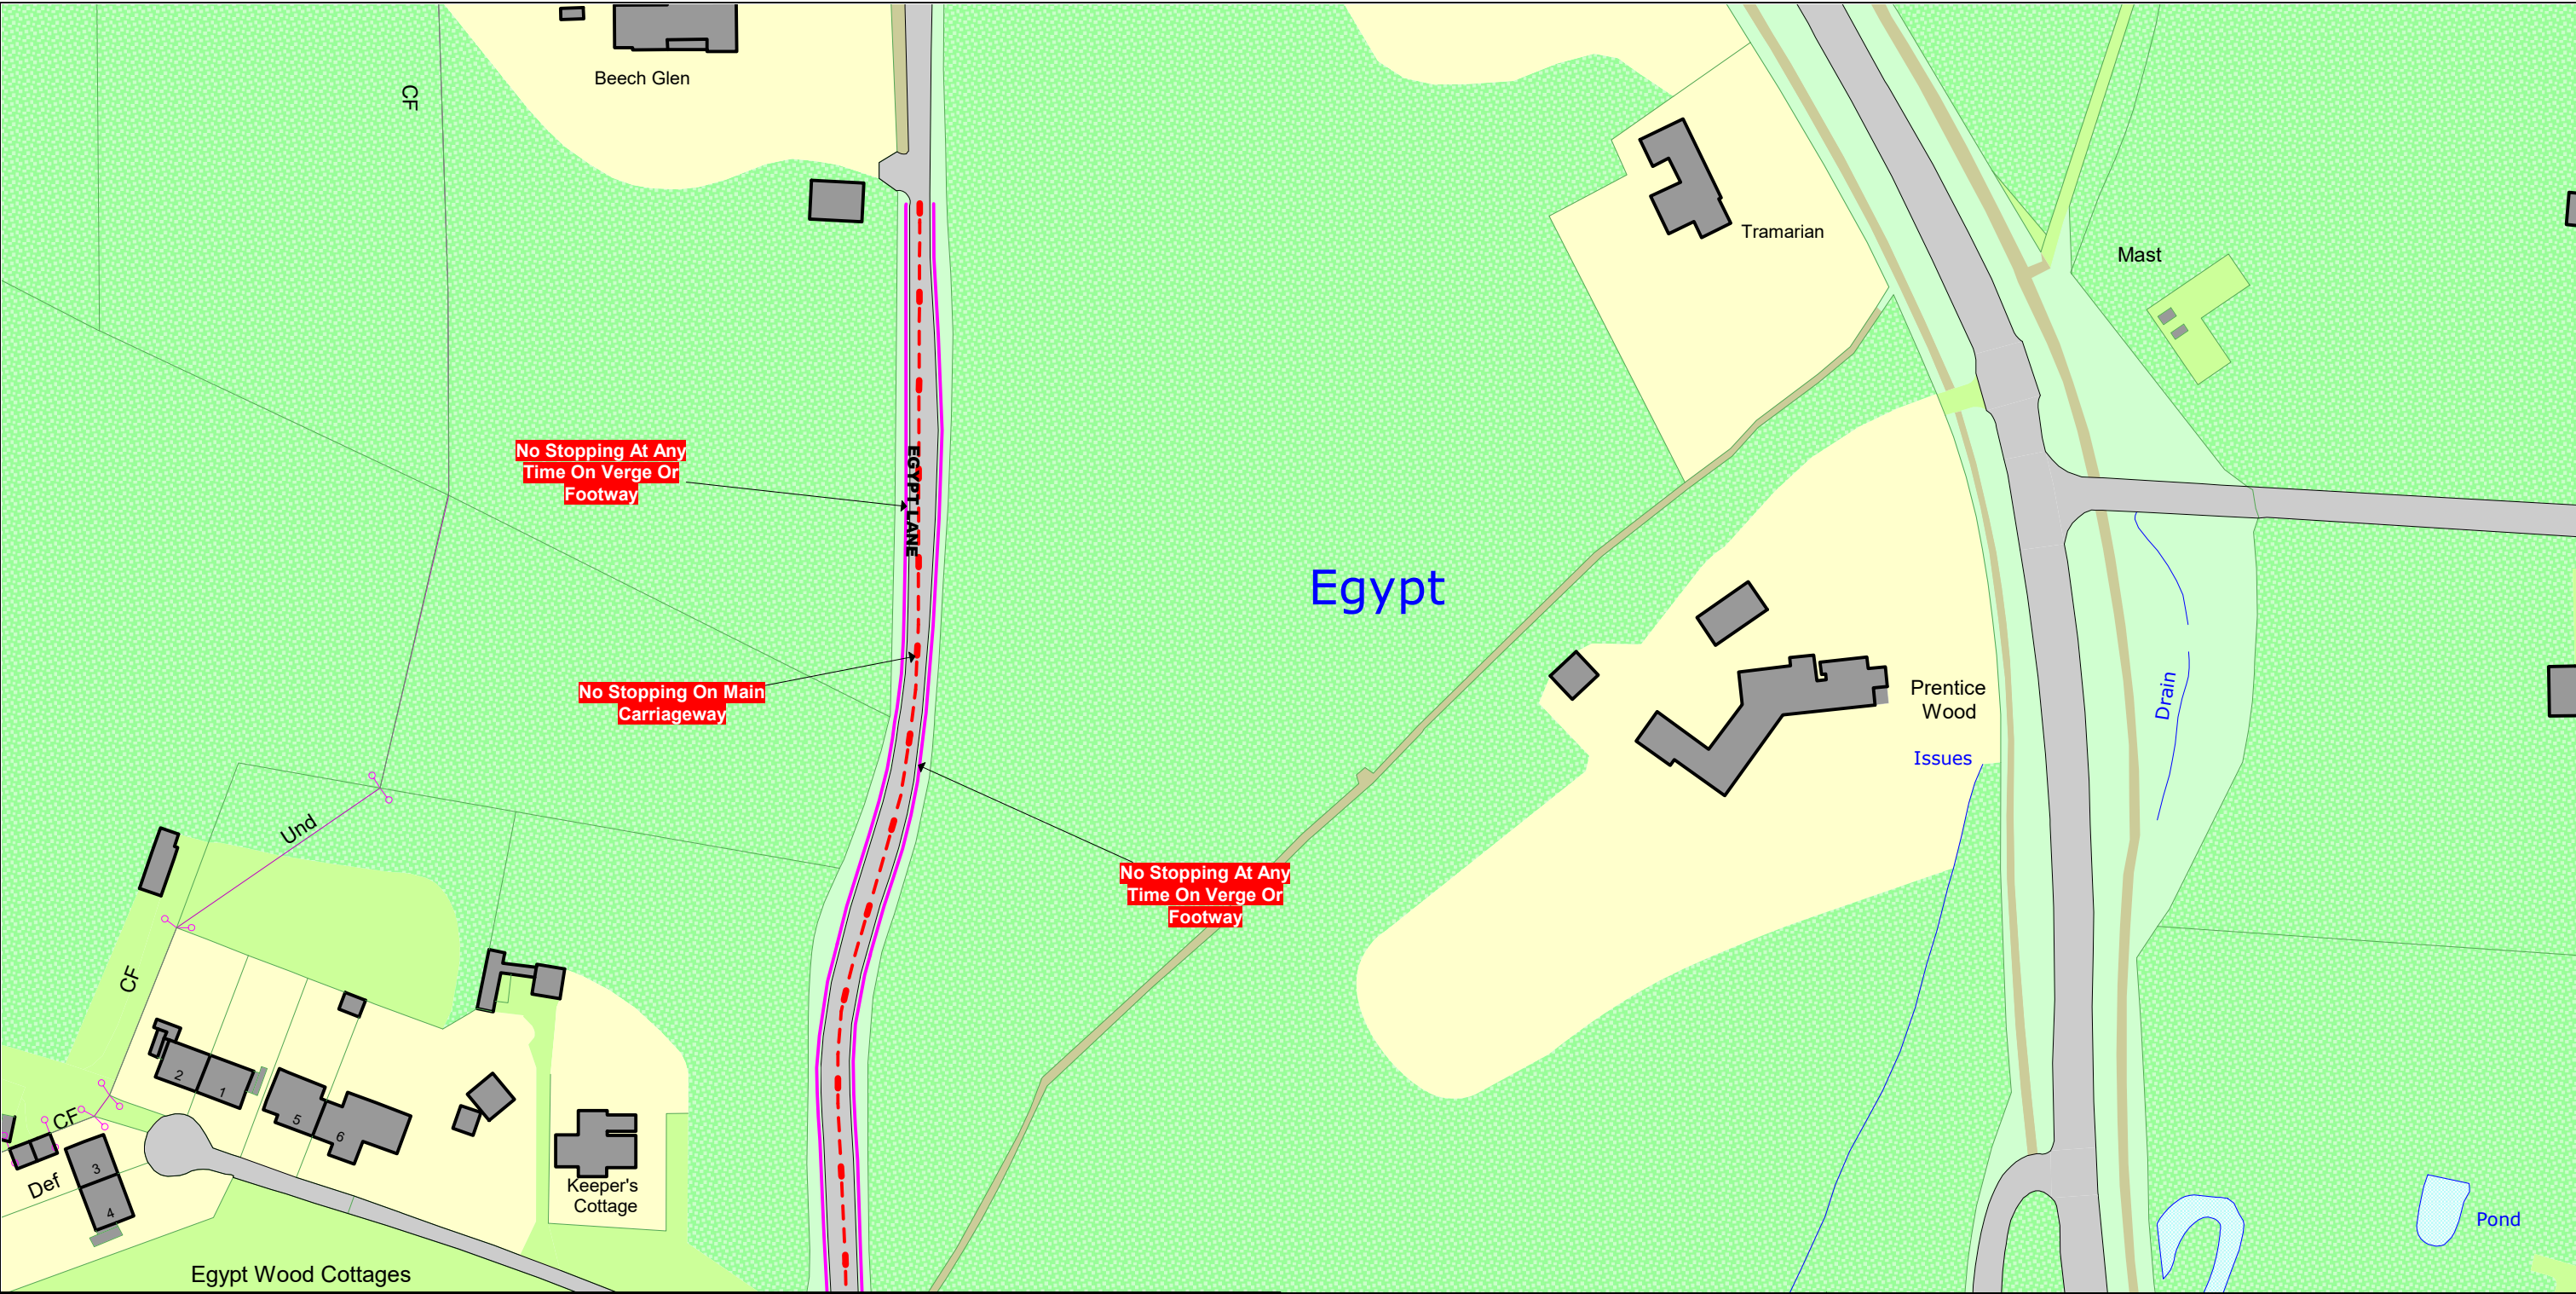 Beech Glen
CF
Tramarian
Mast
No Stopping At Any
Time On Verge Or
Footway
EGYPT LANE
Egypt
No Stopping On Main
Carriageway
Prentice
Wood
Issues
Drain
Und
No Stopping At Any
Time On Verge Or
Footway
CF
2
1
5
6
CF
3
4
Def
Keeper's
Cottage
Pond
Egypt Wood Cottages